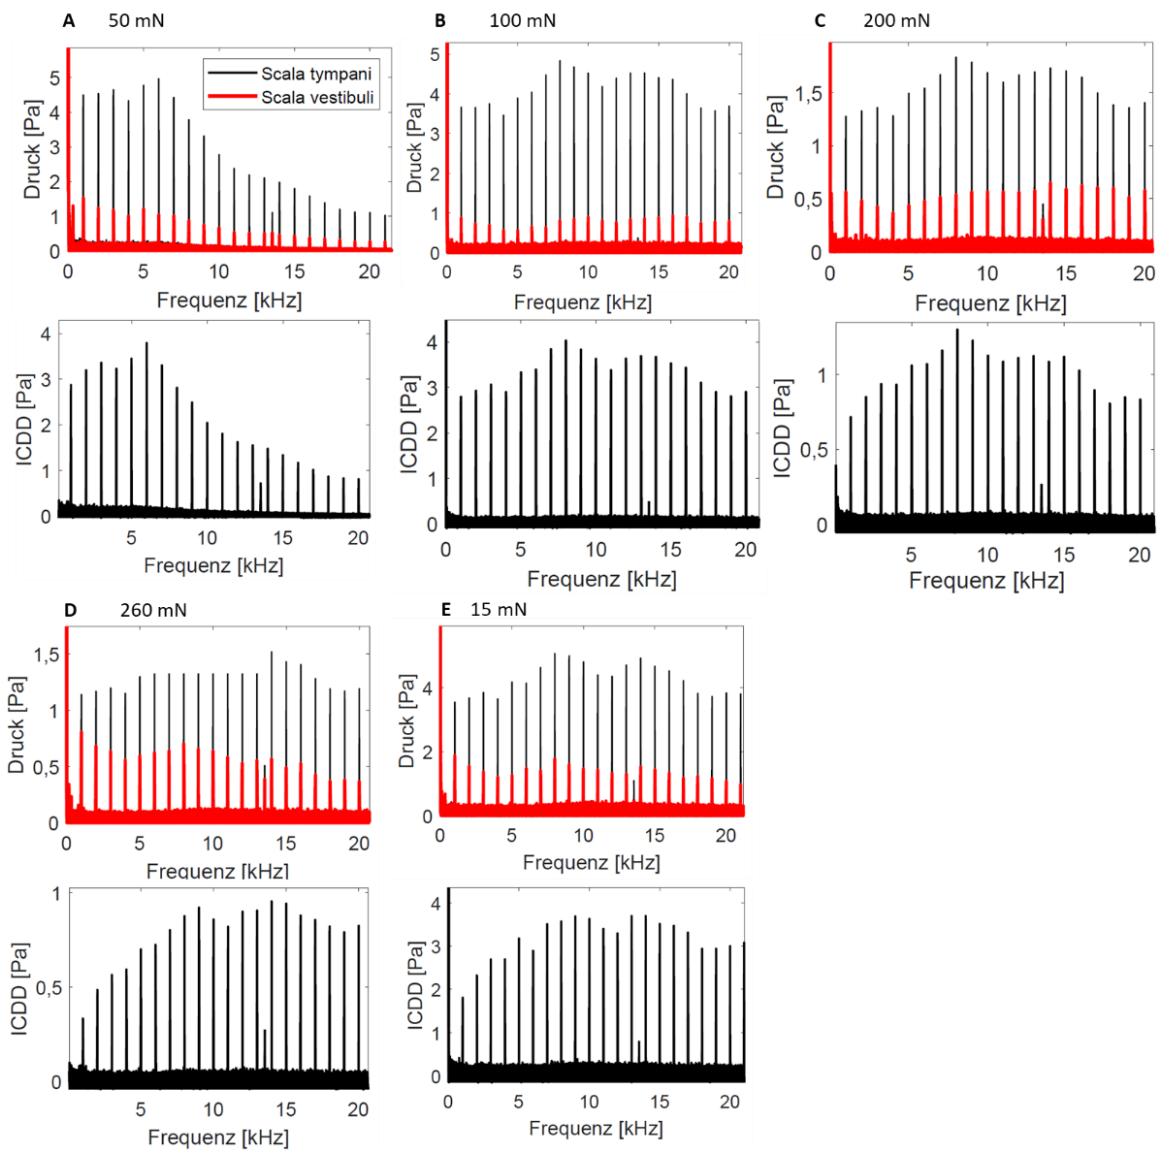 A 50 mN
B 100 mN
C 200 mN
Druck [Pa]
5
4
3
2
1
0
Scala tympani
Scala vestibuli
0 5 10 15 20
Frequenz [kHz]
Druck [Pa]
5
4
3
2
1
0
0 5 10 15 20
Frequenz [kHz]
Druck [Pa]
1,5
1
0,5
0
0 5 10 15 20
Frequenz [kHz]
ICDD [Pa]
4
3
2
1
0
5 10 15 20
Frequenz [kHz]
ICDD [Pa]
4
3
2
1
0
0 5 10 15 20
Frequenz [kHz]
ICDD [Pa]
1
0,5
0
5 10 15 20
Frequenz [kHz]
D 260 mN
E 15 mN
Druck [Pa]
1,5
1
0,5
0
0 5 10 15 20
Frequenz [kHz]
Druck [Pa]
4
2
0
0 5 10 15 20
Frequenz [kHz]
ICDD [Pa]
1
0,5
0
5 10 15 20
Frequenz [kHz]
ICDD [Pa]
4
3
2
1
0
0 5 10 15 20
Frequenz [kHz]